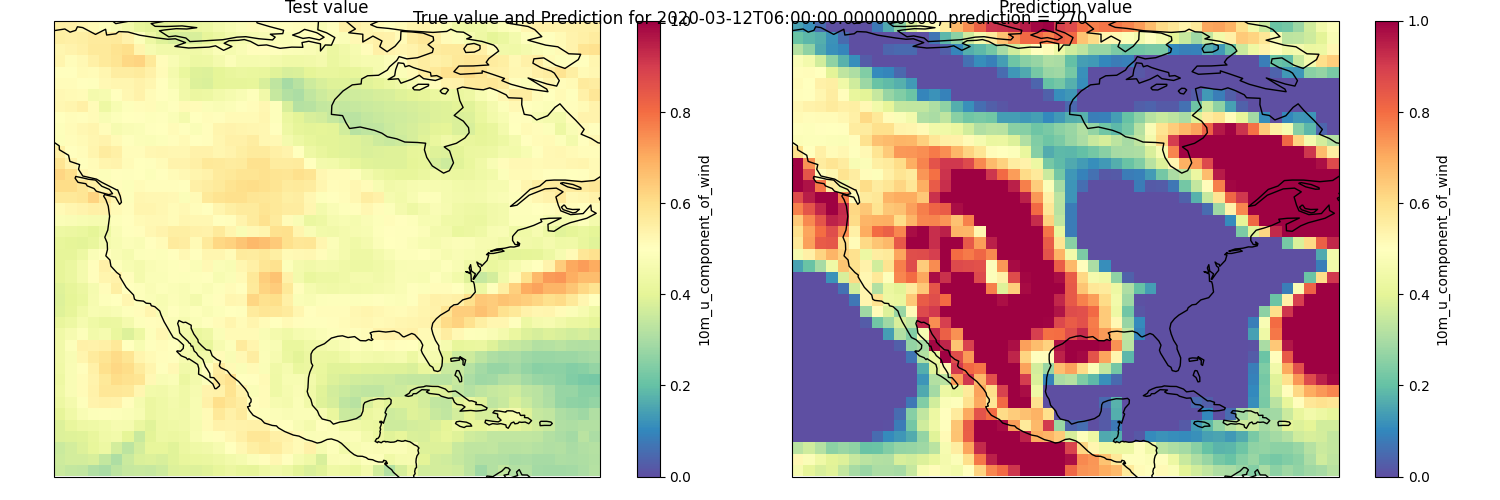 True value and Prediction for 2020-03-12T06:00:00.000000000, prediction = 270
Test value
Prediction value
1.0
0.8
0.6
0.4
0.2
0.0
10m_u_component_of_wind
1.0
0.8
0.6
0.4
0.2
0.0
10m_u_component_of_wind